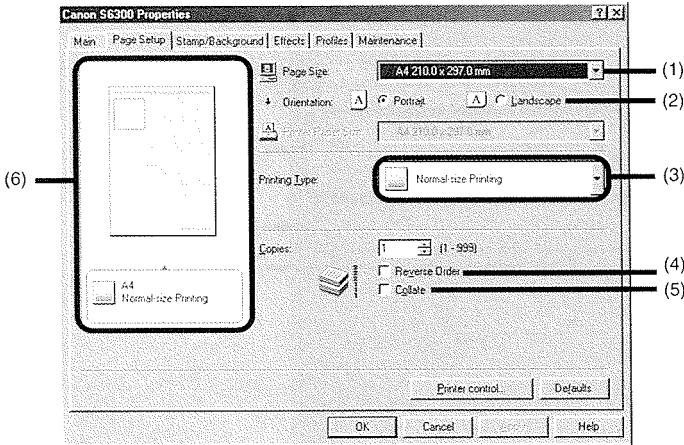 Canon S6300 Properties ? X
Main Page Setup Stamp/Background Effects Profiles Maintenance
Page Size: A4 210.0 x 297.0 mm (1)
Orientation: A Portrait A Landscape (2)
A4 210.0 x 297.0 mm
(6)
Printing Type: Normal-size Printing (3)
Copies: 1 (1 - 999)
Reverse Order (4)
Collate (5)
A4
Normal-size Printing
Printer control... Defaults
OK Cancel Help